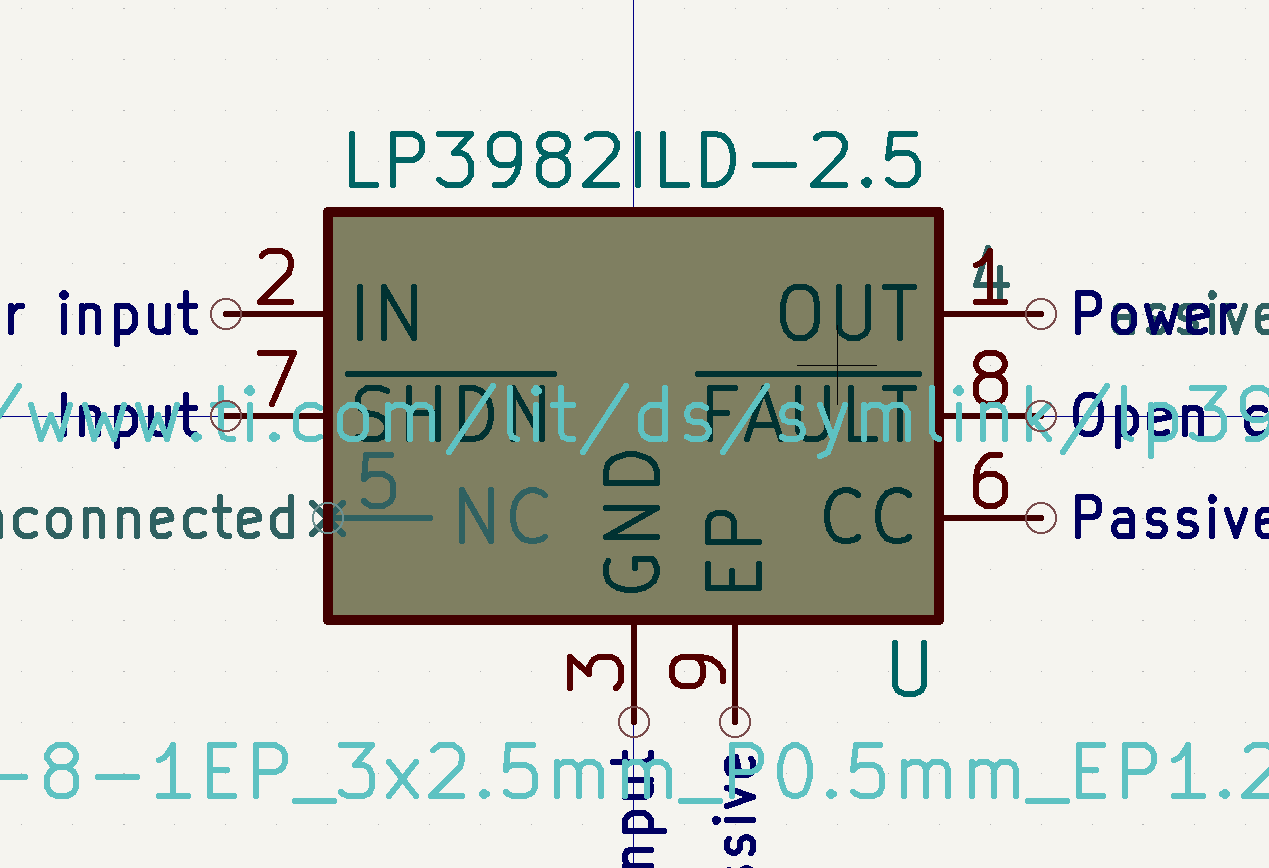 LP3982ILD-2.5
2
1
4
r input
IN
OUT
Power
ssive
7
8
Input
SHDN
FAULT
Open c
/www.ti.com/lit/ds/symlink/lp39
5
6
nconnected
NC
GND
EP
CC
Passive
3
9
U
-8-1EP_3x2.5mm_P0.5mm_EP1.2
nput
ssive